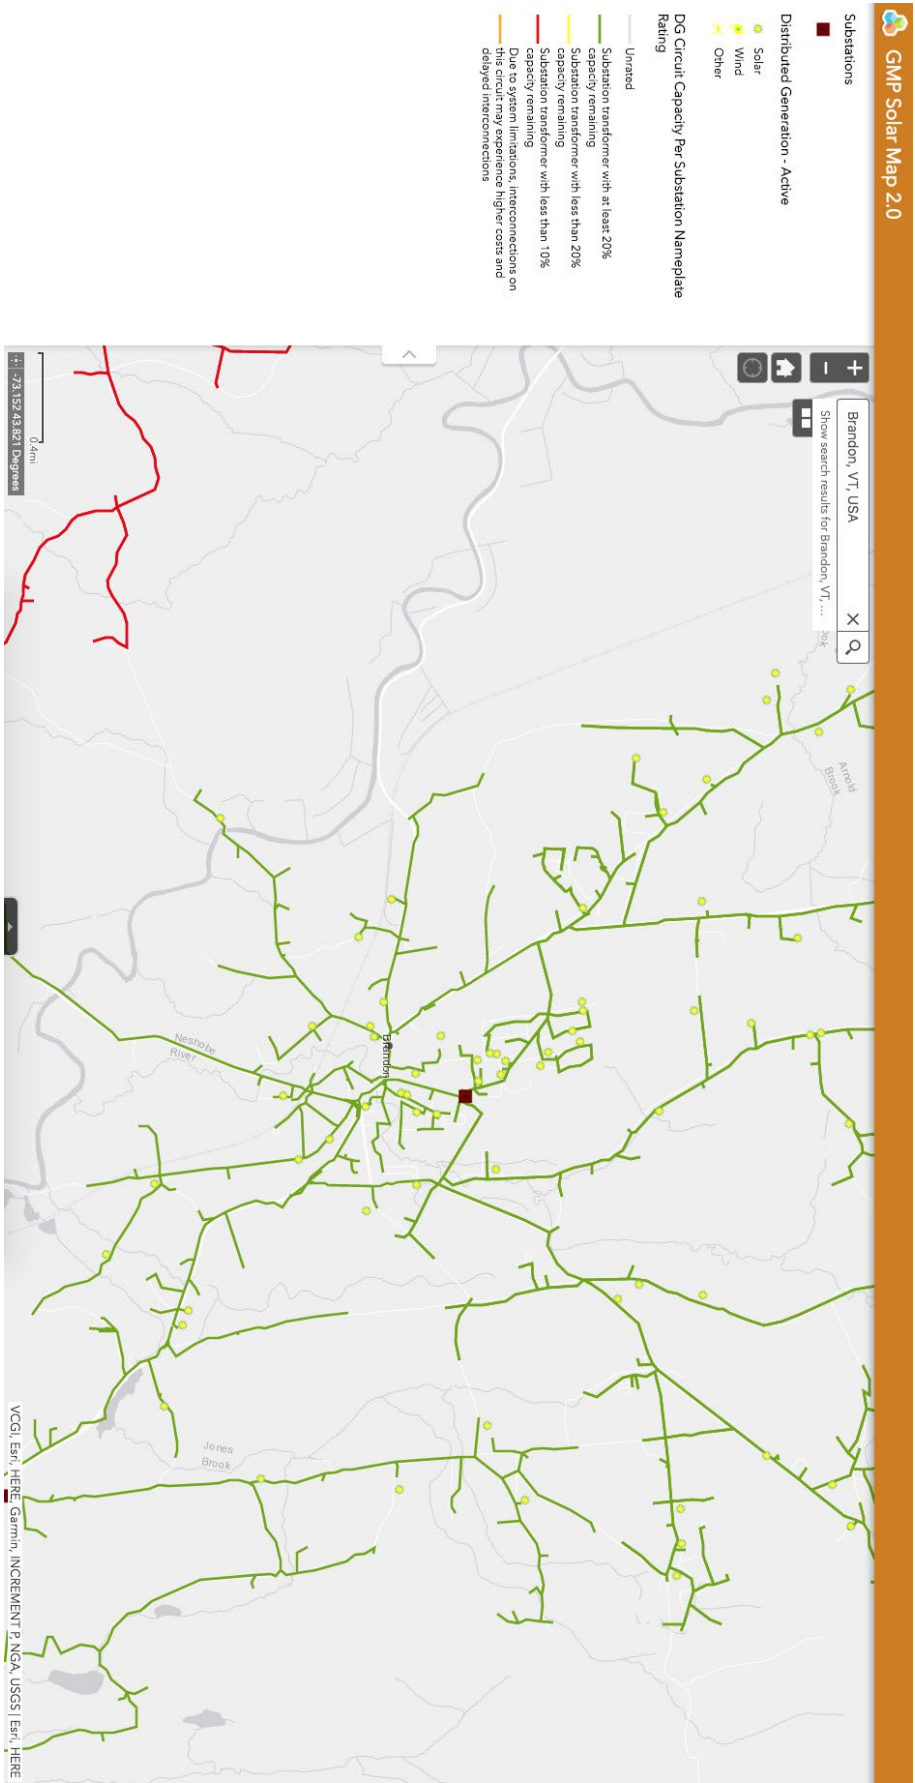 GMP Solar Map 2.0
Substations
Distributed Generation - Active
Solar
Wind
Other
DG Circuit Capacity Per Substation Nameplate
Rating
Unrated
Substation transformer with at least 20%
capacity remaining
Substation transformer with less than 20%
capacity remaining
Substation transformer with less than 10%
capacity remaining
Due to system limitations, interconnections on
this circuit may experience higher costs and
delayed interconnections
+
−
Brandon, VT, USA
Show search results for Brandon, VT, ...
Arnold
Brook
Brandon
Neshobe
River
Jones
Brook
0.4mi
-73.152 43.821 Degrees
VCGI, Esri, HERE, Garmin, INCREMENT P, NGA, USGS | Esri, HERE